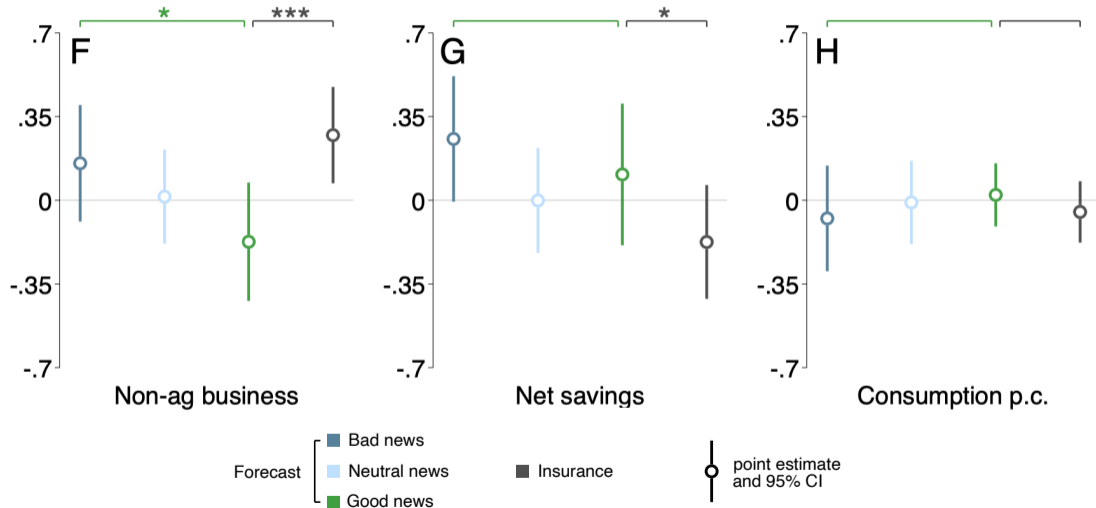 * *** *
F G H
.7 .7 .7
.35 .35 .35
0 0 0
-.35 -.35 -.35
-.7 -.7 -.7
Non-ag business Net savings Consumption p.c.
Bad news
Forecast Neutral news Insurance point estimate
and 95% CI
Good news